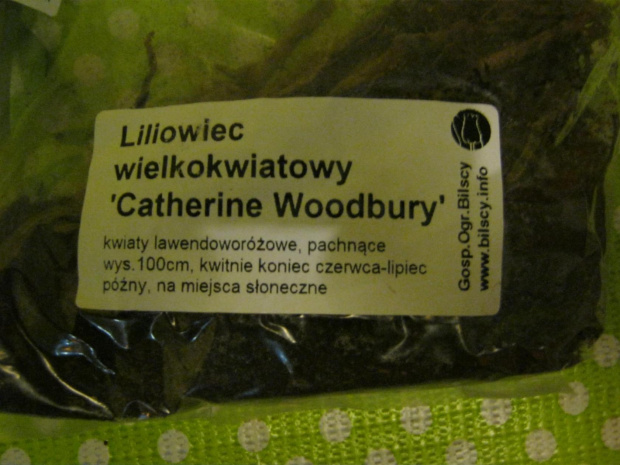 Liliowiec
wielkokwiatowy
'Catherine Woodbury'
kwiaty lawendoworóżowe, pachnące
wys.100cm, kwitnie koniec czerwca-lipiec
późny, na miejsca słoneczne
Gosp.Ogr.Bilscy
www.bilscy.info